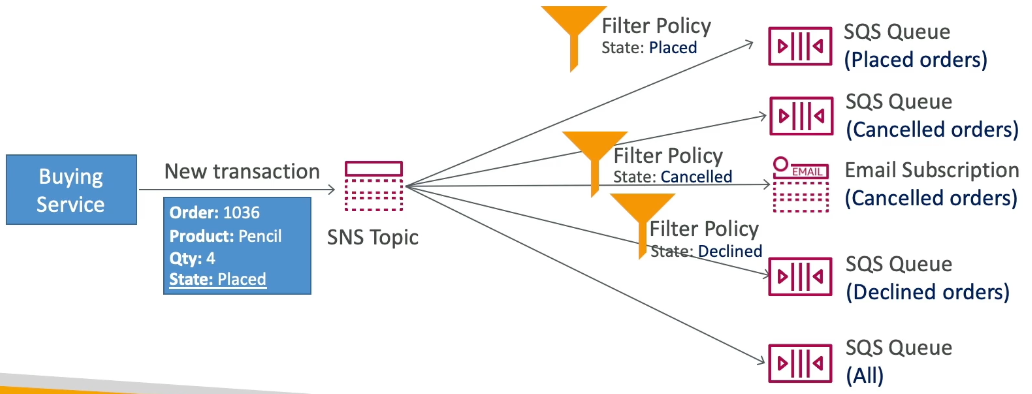 Filter Policy
State: Placed
SQS Queue
(Placed orders)
SQS Queue
(Cancelled orders)
Buying
Service
New transaction
Order: 1036
Product: Pencil
Qty: 4
State: Placed
SNS Topic
Filter Policy
State: Cancelled
EMAIL
Email Subscription
(Cancelled orders)
Filter Policy
State: Declined
SQS Queue
(Declined orders)
SQS Queue
(All)